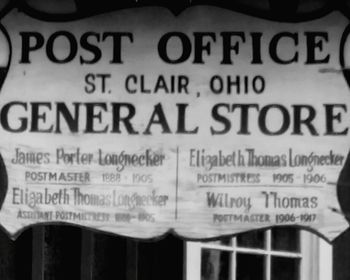 POST OFFICE
ST. CLAIR, OHIO
GENERAL STORE
James Porter Longnecker
POSTMASTER 1888-1905
Elizabeth Thomas Longnecker
ASSISTANT POSTMISTRESS 1888-1905
Elizabeth Thomas Longnecker
POSTMISTRESS 1905-1906
Wilroy Thomas
POSTMASTER 1906-1917